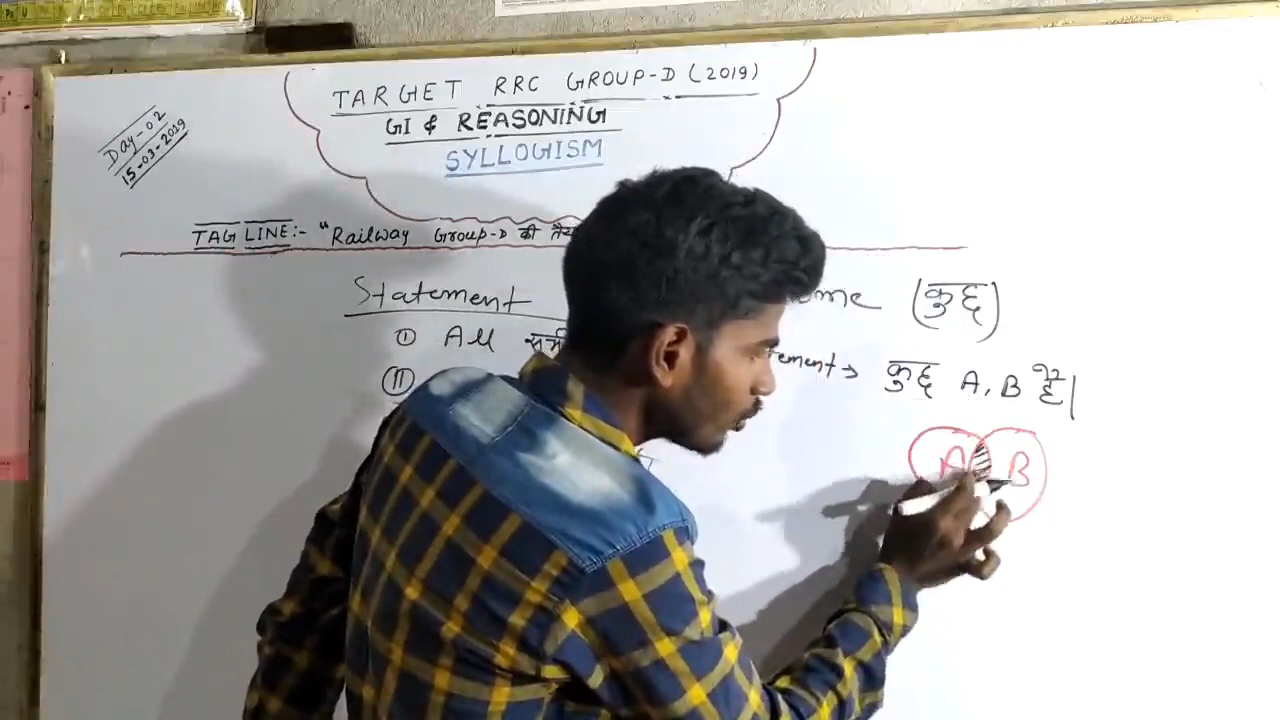 TARGET RRC GROUP-D (2019)
GI & REASONING
SYLLOGISM
Day-02
15-03-2019
TAG LINE:- "Railway Group-D की
Statement
① All
कुछ A, B है।
(कुछ)
Ⅱ
A B